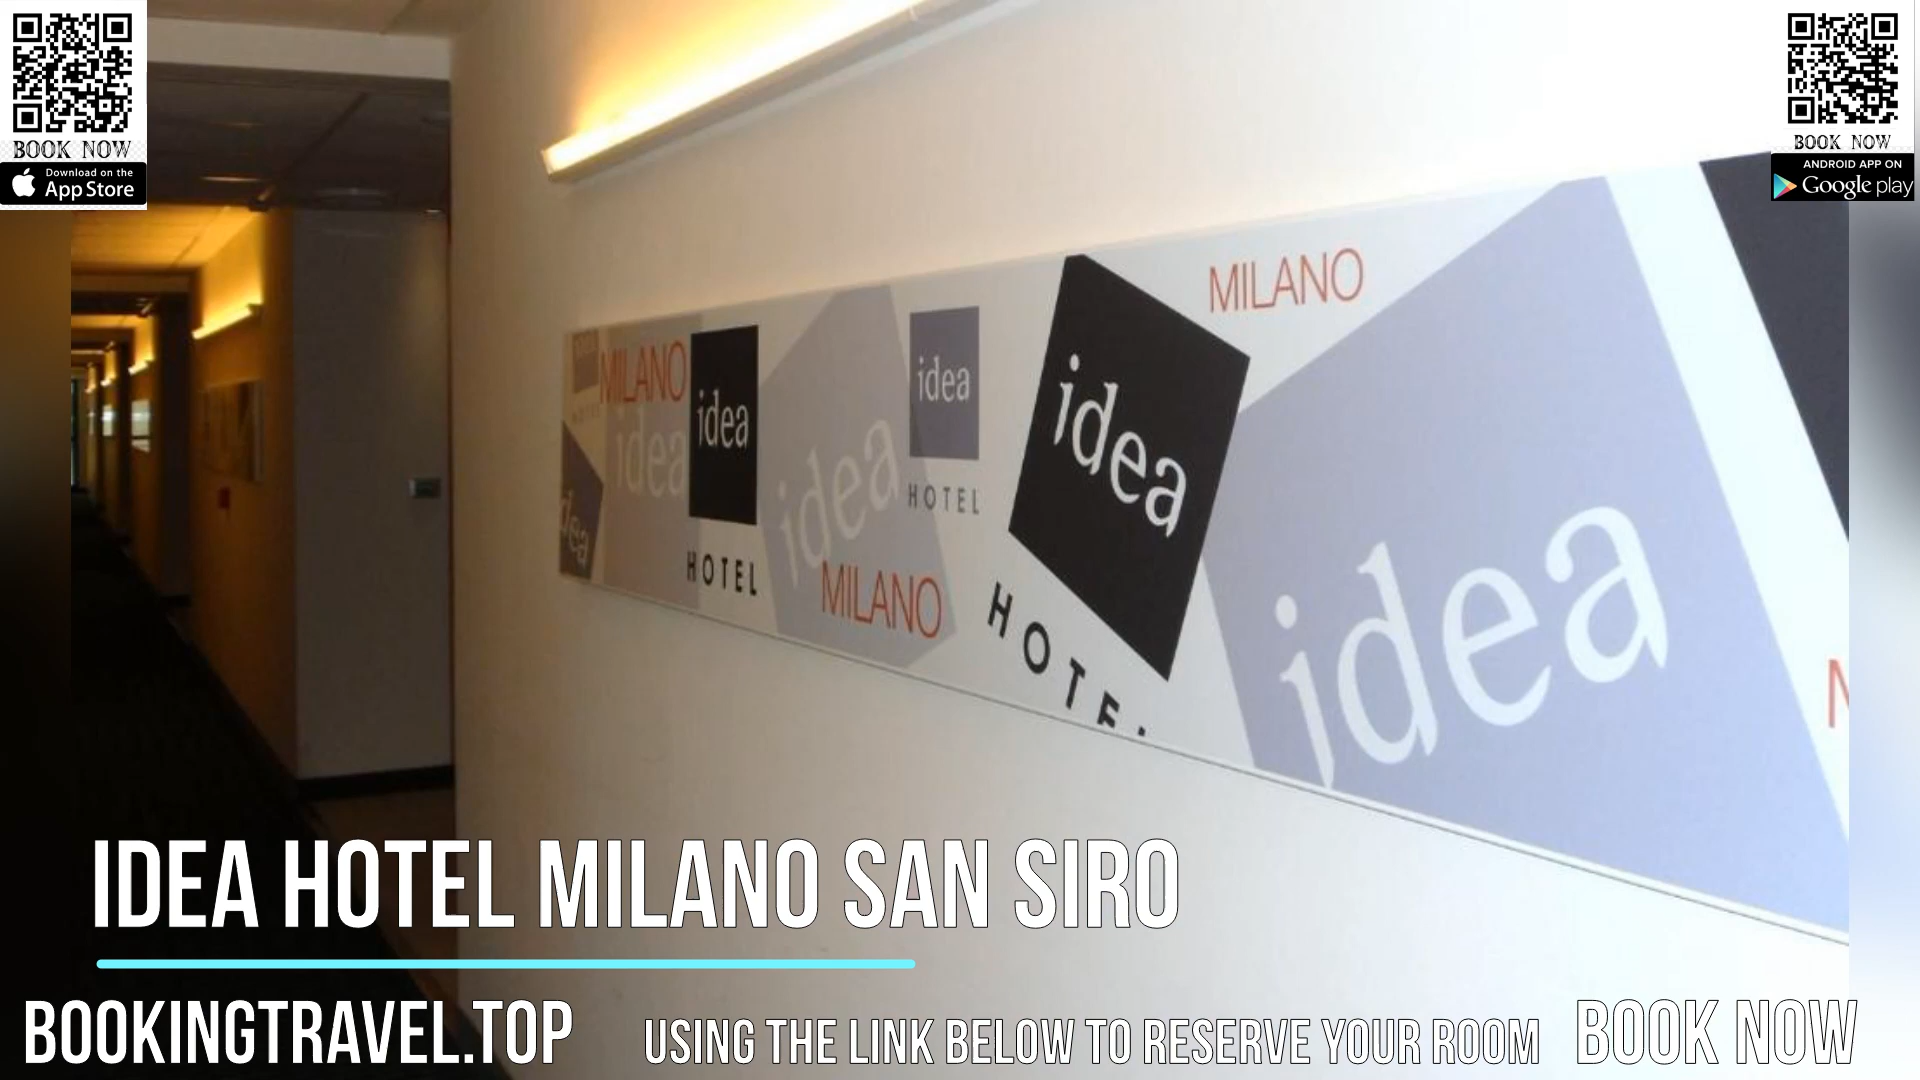 BOOK NOW
Download on the
App Store
BOOK NOW
ANDROID APP ON
Google play
MILANO
idea
HOTEL
idea
idea
idea
MILANO
idea
HOTEL
idea
HOTEL
MILANO
idea
IDEA HOTEL MILANO SAN SIRO
BOOKINGTRAVEL.TOP
USING THE LINK BELOW TO RESERVE YOUR ROOM
BOOK NOW